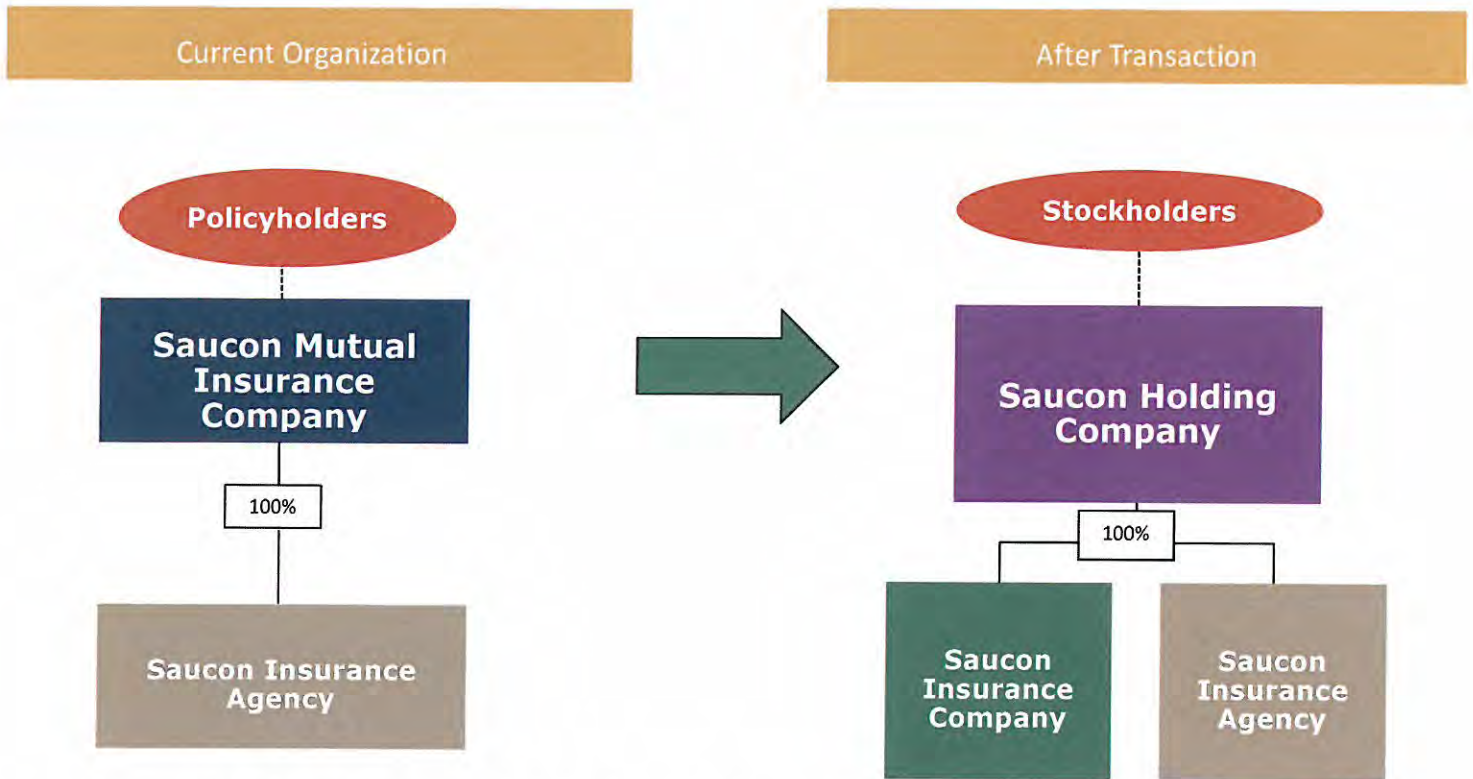 Current Organization
Policyholders
Saucon Mutual
Insurance
Company
100%
Saucon Insurance
Agency
After Transaction
Stockholders
Saucon Holding
Company
100%
Saucon
Insurance
Company
Saucon
Insurance
Agency